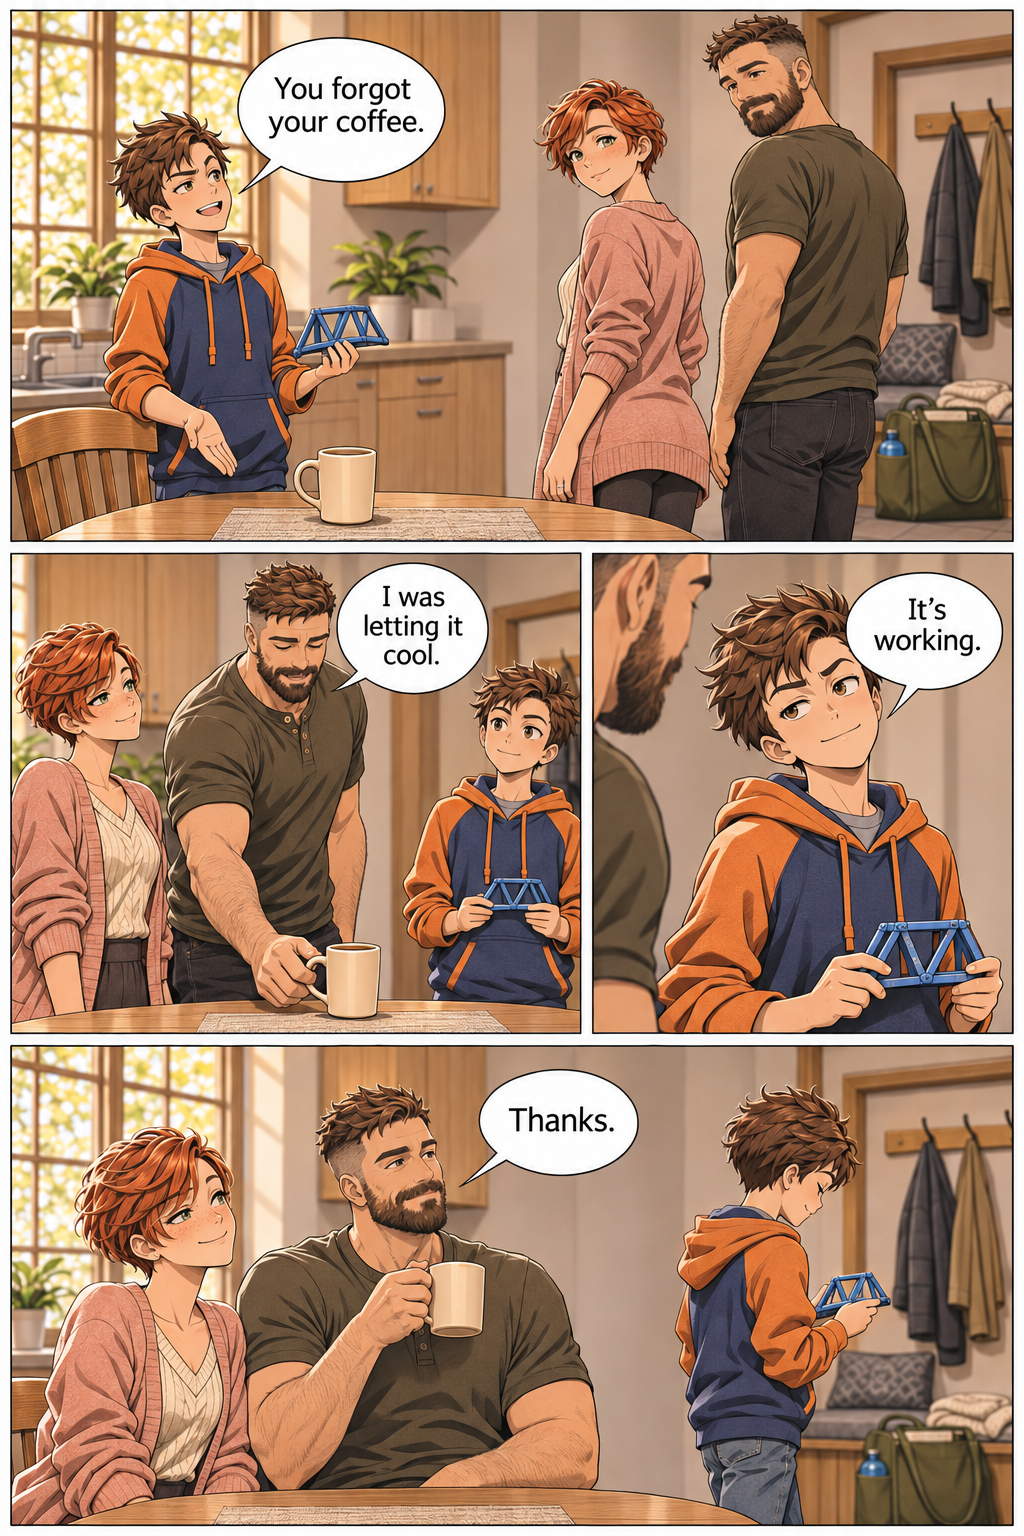 You forgot
your coffee.
I was
letting it
cool.
It's
working.
Thanks.